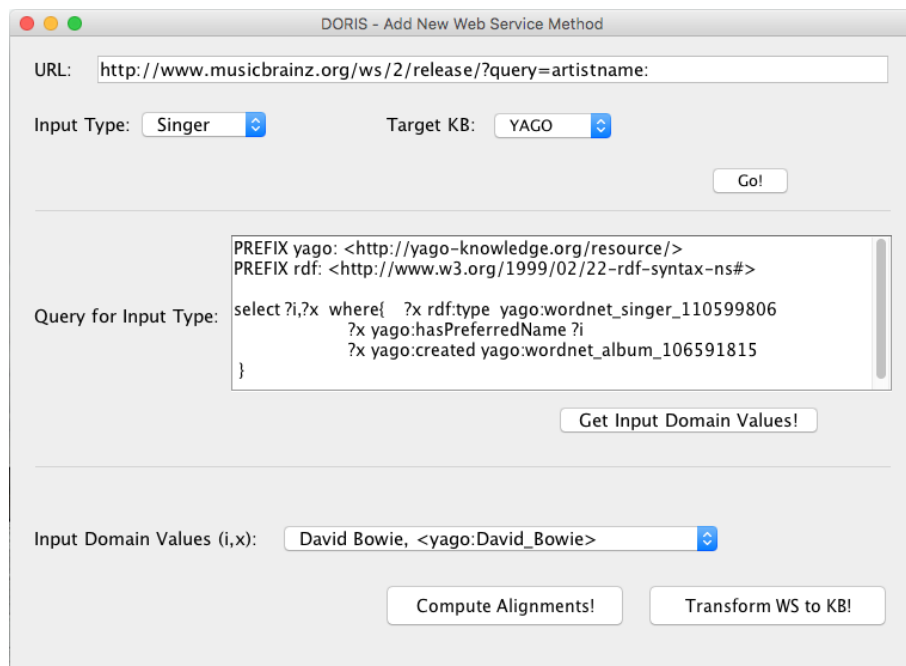 DORIS - Add New Web Service Method
URL: http://www.musicbrainz.org/ws/2/release/?query=artistname:
Input Type: Singer Target KB: YAGO
Go!
PREFIX yago: <http://yago-knowledge.org/resource/>
PREFIX rdf: <http://www.w3.org/1999/02/22-rdf-syntax-ns#>
Query for Input Type: select ?i,?x where{ ?x rdf:type yago:wordnet_singer_110599806
?x yago:hasPreferredName ?i
?x yago:created yago:wordnet_album_106591815
}
Get Input Domain Values!
Input Domain Values (i,x): David Bowie, <yago:David_Bowie>
Compute Alignments! Transform WS to KB!